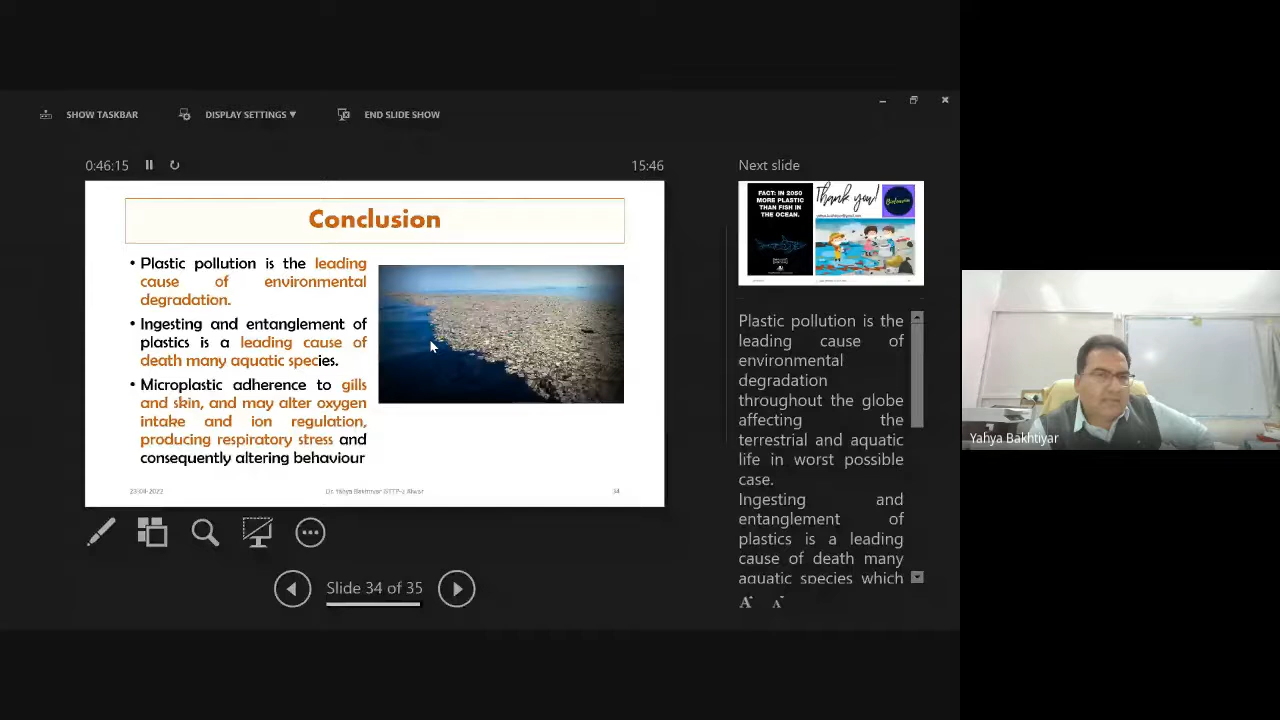 SHOW TASKBAR
DISPLAY SETTINGS ▼
END SLIDE SHOW
0:46:15
15:46
Next slide
Conclusion
• Plastic pollution is the leading
cause of environmental
degradation.
• Ingesting and entanglement of
plastics is a leading cause of
death many aquatic species.
• Microplastic adherence to gills
and skin, and may alter oxygen
intake and ion regulation,
producing respiratory stress and
consequently altering behaviour
23-04-2022
34
FACT: IN 2050
MORE PLASTIC
THAN FISH IN
THE OCEAN.
Thank you!
Plastic pollution is the
leading cause of
environmental
degradation
throughout the globe
affecting the
terrestrial and aquatic
life in worst possible
case.
Ingesting and
entanglement of
plastics is a leading
cause of death many
aquatic species which
A A
Slide 34 of 35
Yahya Bakhtiyar